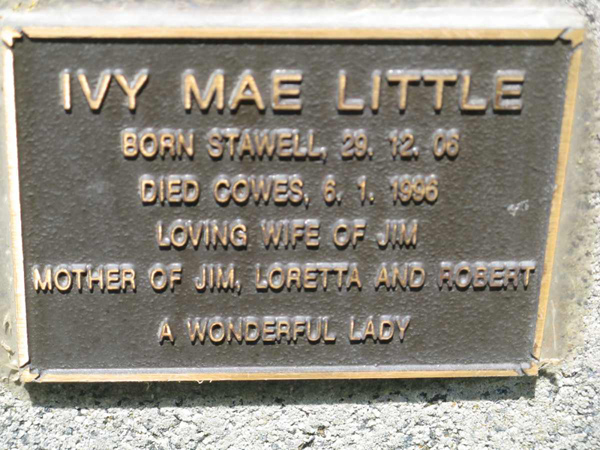 IVY MAE LITTLE
BORN STAWELL, 29. 12. 06
DIED COWES, 6. 1. 1996
LOVING WIFE OF JIM
MOTHER OF JIM, LORETTA AND ROBERT
A WONDERFUL LADY